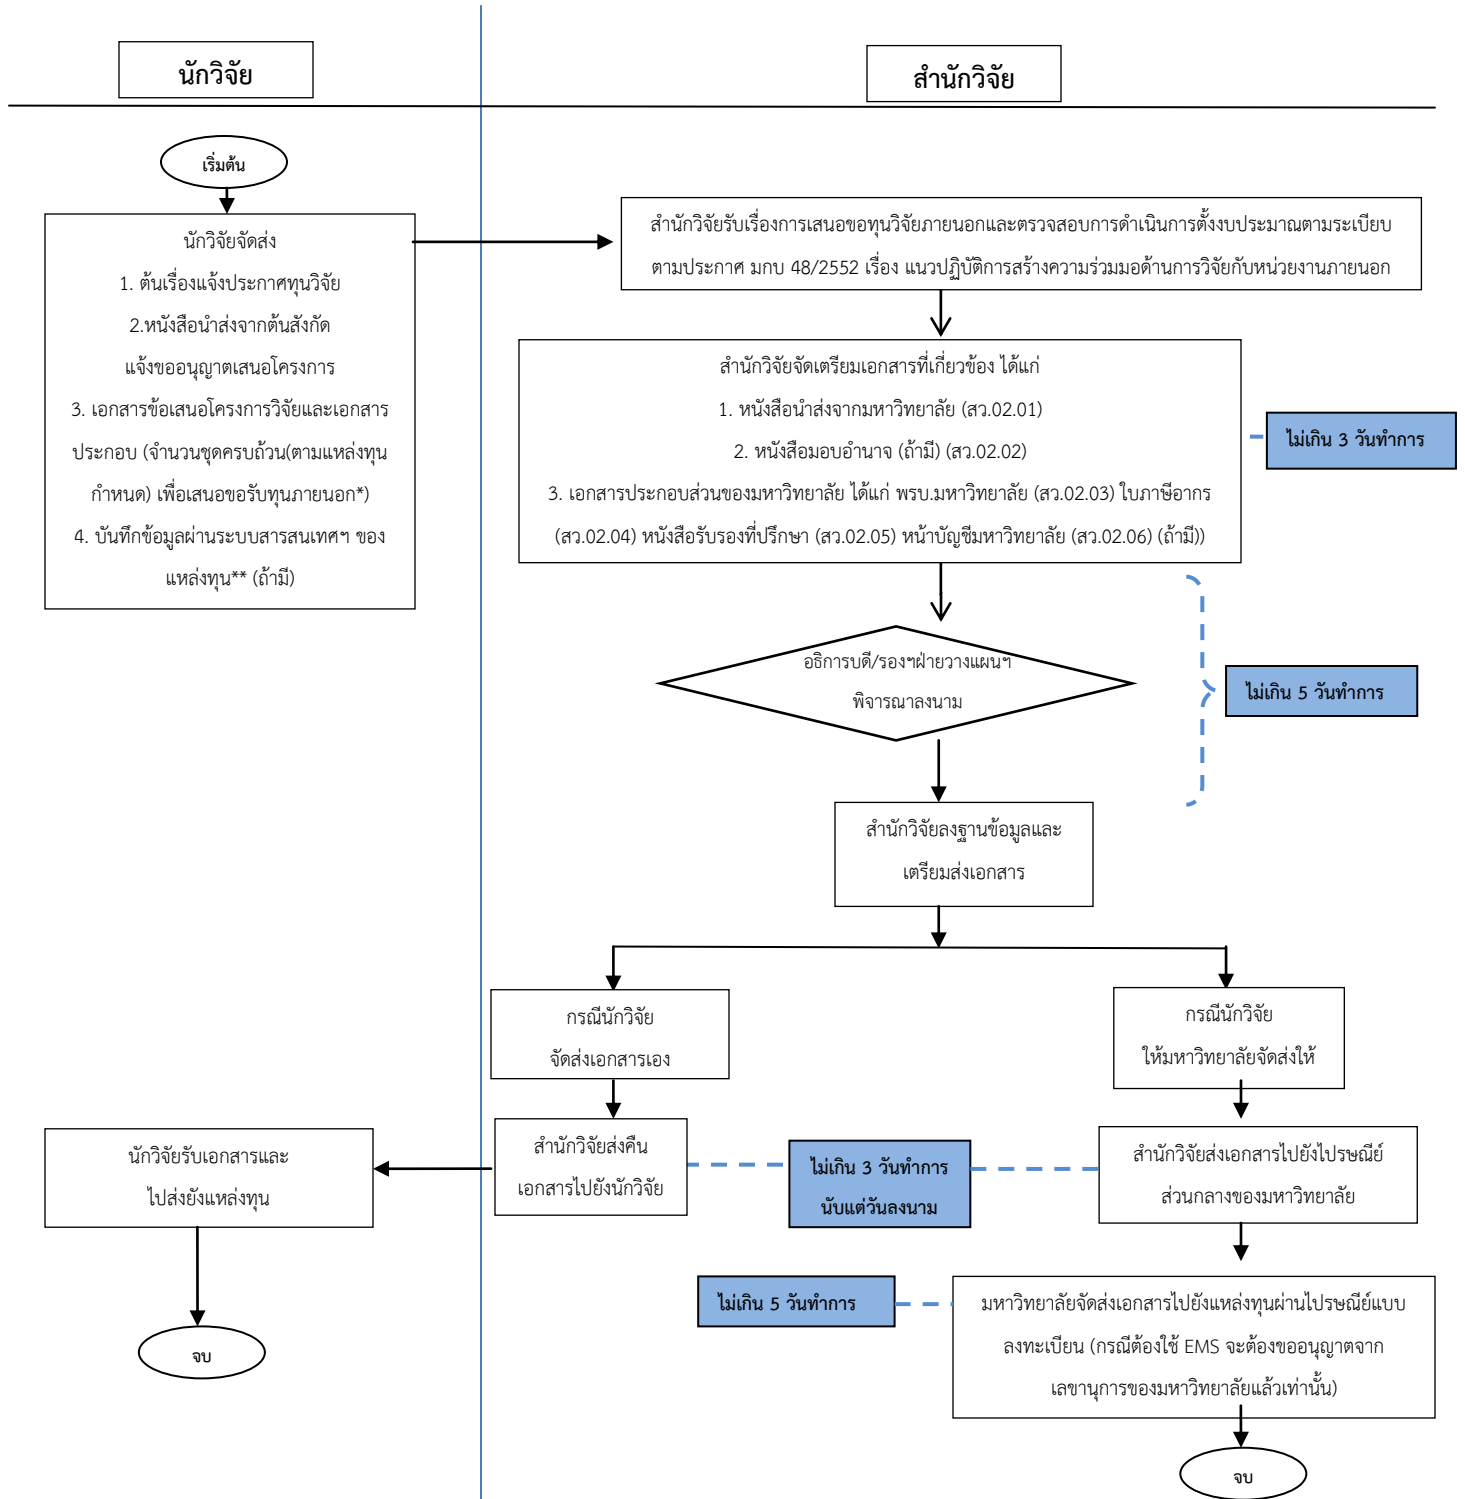 นักวิจัย
สำนักวิจัย
เริ่มต้น
นักวิจัยจัดส่ง
1. ต้นเรื่องแจ้งประกาศทุนวิจัย
2.หนังสือนำส่งจากต้นสังกัด
แจ้งขออนุญาตเสนอโครงการ
3. เอกสารข้อเสนอโครงการวิจัยและเอกสาร
ประกอบ (จำนวนชุดครบถ้วน(ตามแหล่งทุน
กำหนด) เพื่อเสนอขอรับทุนภายนอก*)
4. บันทึกข้อมูลผ่านระบบสารสนเทศฯ ของ
แหล่งทุน** (ถ้ามี)
สำนักวิจัยรับเรื่องการเสนอขอทุนวิจัยภายนอกและตรวจสอบการดำเนินการตั้งงบประมาณตามระเบียบ
ตามประกาศ มกบ 48/2552 เรื่อง แนวปฏิบัติการสร้างความร่วมมอด้านการวิจัยกับหน่วยงานภายนอก
สำนักวิจัยจัดเตรียมเอกสารที่เกี่ยวข้อง ได้แก่
1. หนังสือนำส่งจากมหาวิทยาลัย (สว.02.01)
2. หนังสือมอบอำนาจ (ถ้ามี) (สว.02.02)
3. เอกสารประกอบส่วนของมหาวิทยาลัย ได้แก่ พรบ.มหาวิทยาลัย (สว.02.03) ใบภาษีอากร
(สว.02.04) หนังสือรับรองที่ปรึกษา (สว.02.05) หน้าบัญชีมหาวิทยาลัย (สว.02.06) (ถ้ามี))
ไม่เกิน 3 วันทำการ
อธิการบดี/รองฯฝ่ายวางแผนฯ
พิจารณาลงนาม
ไม่เกิน 5 วันทำการ
สำนักวิจัยลงฐานข้อมูลและ
เตรียมส่งเอกสาร
กรณีนักวิจัย
จัดส่งเอกสารเอง
กรณีนักวิจัย
ให้มหาวิทยาลัยจัดส่งให้
นักวิจัยรับเอกสารและ
ไปส่งยังแหล่งทุน
สำนักวิจัยส่งคืน
เอกสารไปยังนักวิจัย
ไม่เกิน 3 วันทำการ
นับแต่วันลงนาม
สำนักวิจัยส่งเอกสารไปยังไปรษณีย์
ส่วนกลางของมหาวิทยาลัย
ไม่เกิน 5 วันทำการ
มหาวิทยาลัยจัดส่งเอกสารไปยังแหล่งทุนผ่านไปรษณีย์แบบ
ลงทะเบียน (กรณีต้องใช้ EMS จะต้องขออนุญาตจาก
เลขานุการของมหาวิทยาลัยแล้วเท่านั้น)
จบ
จบ